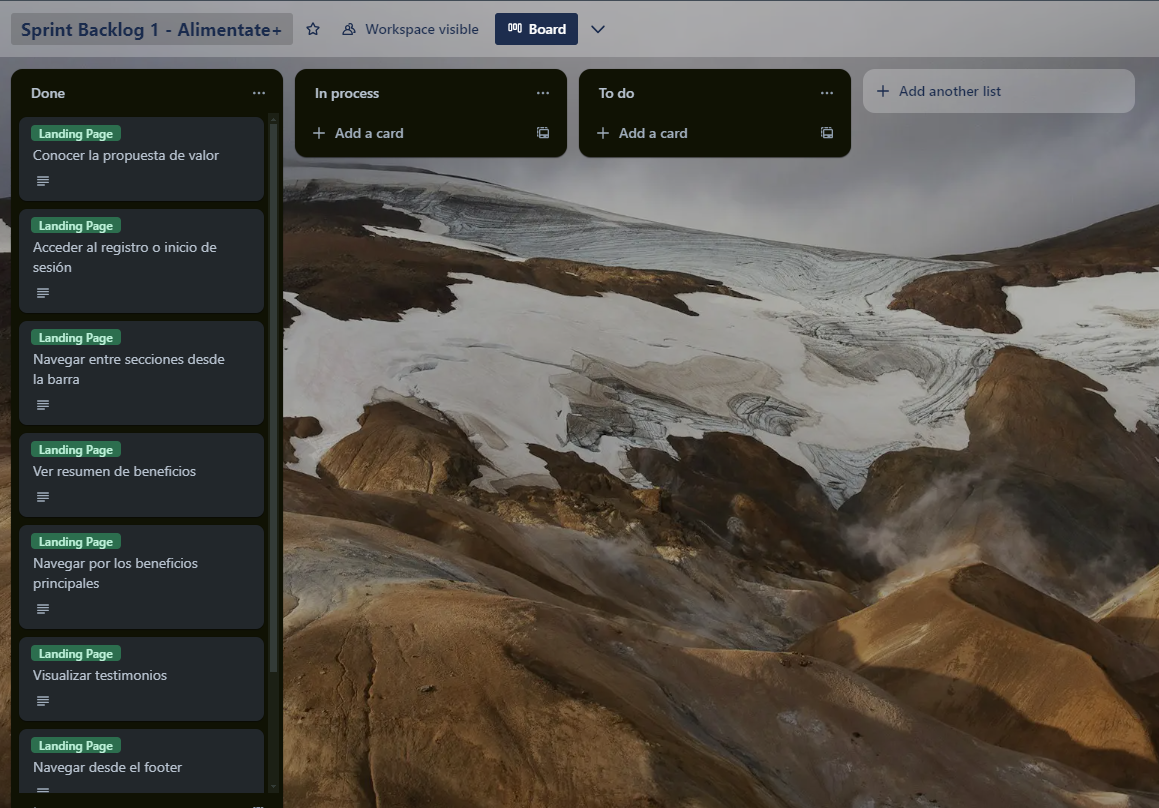 Sprint Backlog 1 - Alimentate+
Workspace visible
Board
Done
Landing Page
Conocer la propuesta de valor
Landing Page
Acceder al registro o inicio de
sesión
Landing Page
Navegar entre secciones desde
la barra
Landing Page
Ver resumen de beneficios
Landing Page
Navegar por los beneficios
principales
Landing Page
Visualizar testimonios
Landing Page
Navegar desde el footer
In process
+ Add a card
To do
+ Add a card
+ Add another list